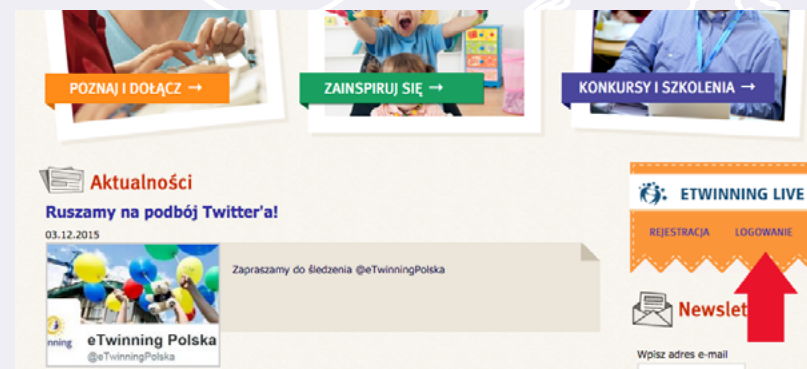 POZNAJ I DOŁĄCZ →
ZAINSPIRUJ SIĘ →
KONKURSY I SZKOLENIA →
Aktualności
Ruszamy na podbój Twitter'a!
03.12.2015
Zapraszamy do śledzenia @eTwinningPolska
nning
eTwinning Polska
@eTwinningPolska
ETWINNING LIVE
REJESTRACJA LOGOWANIE
Newslet
Wpisz adres e-mail